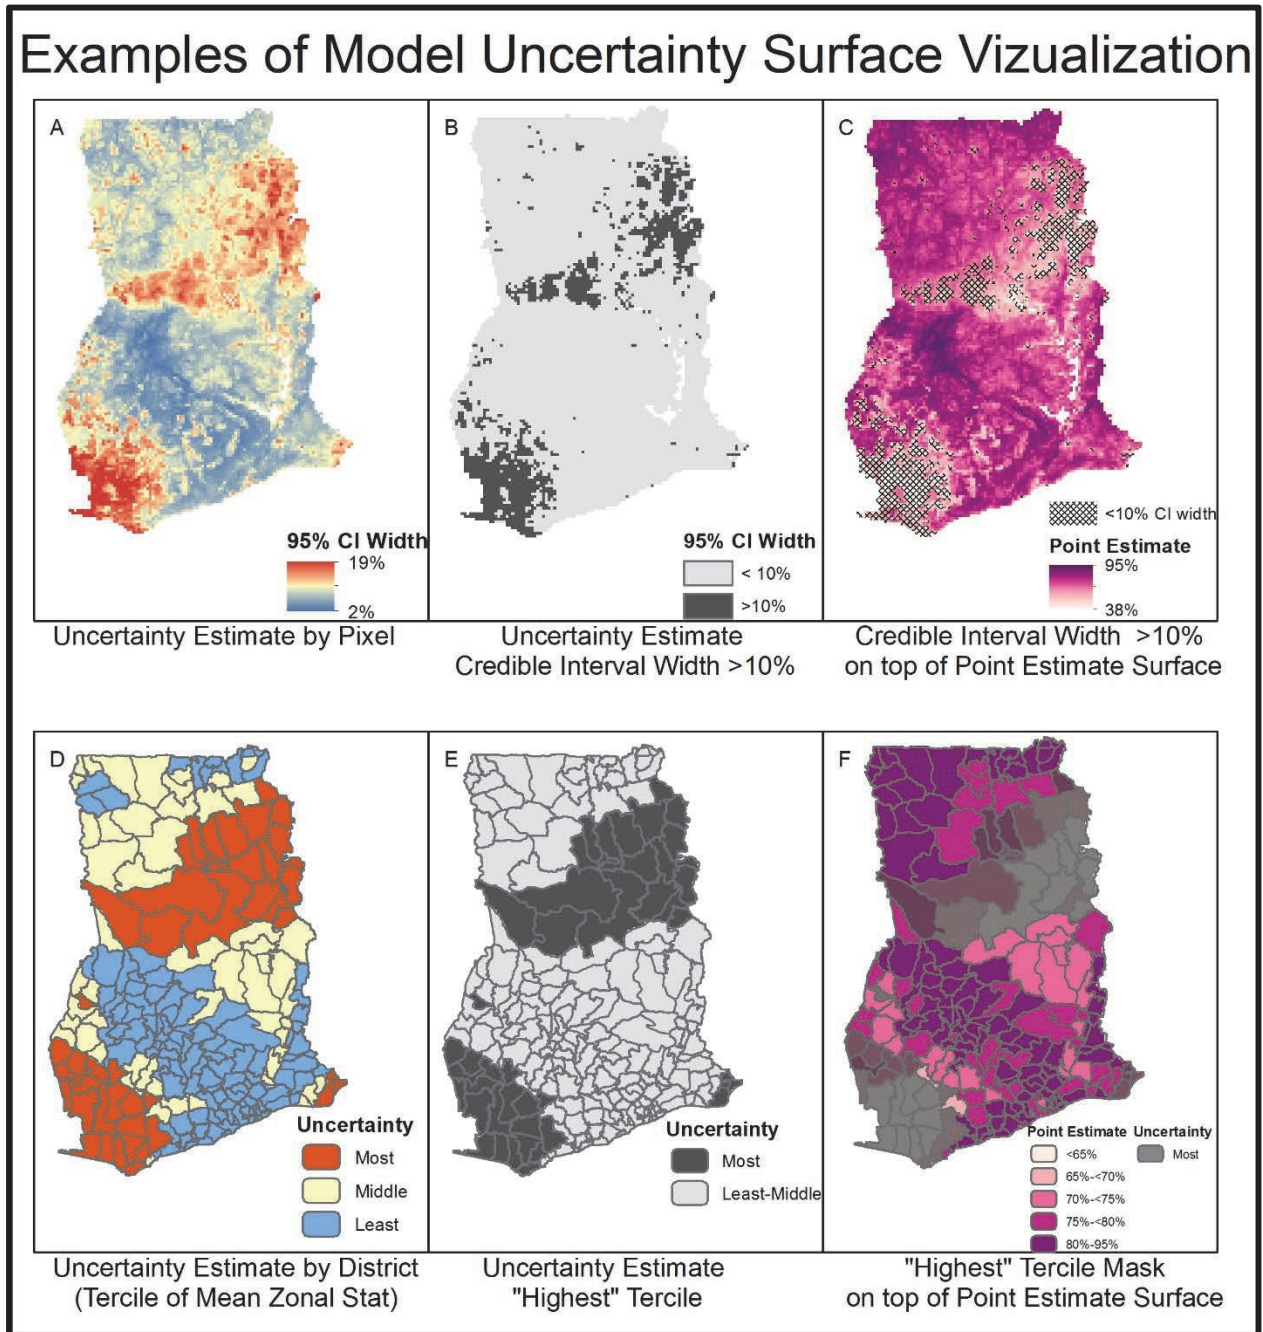 Examples of Model Uncertainty Surface Vizualization
A
95% CI Width
19%
2%
Uncertainty Estimate by Pixel
B
95% CI Width
< 10%
>10%
Uncertainty Estimate
Credible Interval Width >10%
C
<10% CI width
Point Estimate
95%
38%
Credible Interval Width >10%
on top of Point Estimate Surface
D
Uncertainty
Most
Middle
Least
Uncertainty Estimate by District
(Tercile of Mean Zonal Stat)
E
Uncertainty
Most
Least-Middle
Uncertainty Estimate
"Highest" Tercile
F
Point Estimate Uncertainty
<65% Most
65%-<70%
70%-<75%
75%-<80%
80%-95%
"Highest" Tercile Mask
on top of Point Estimate Surface